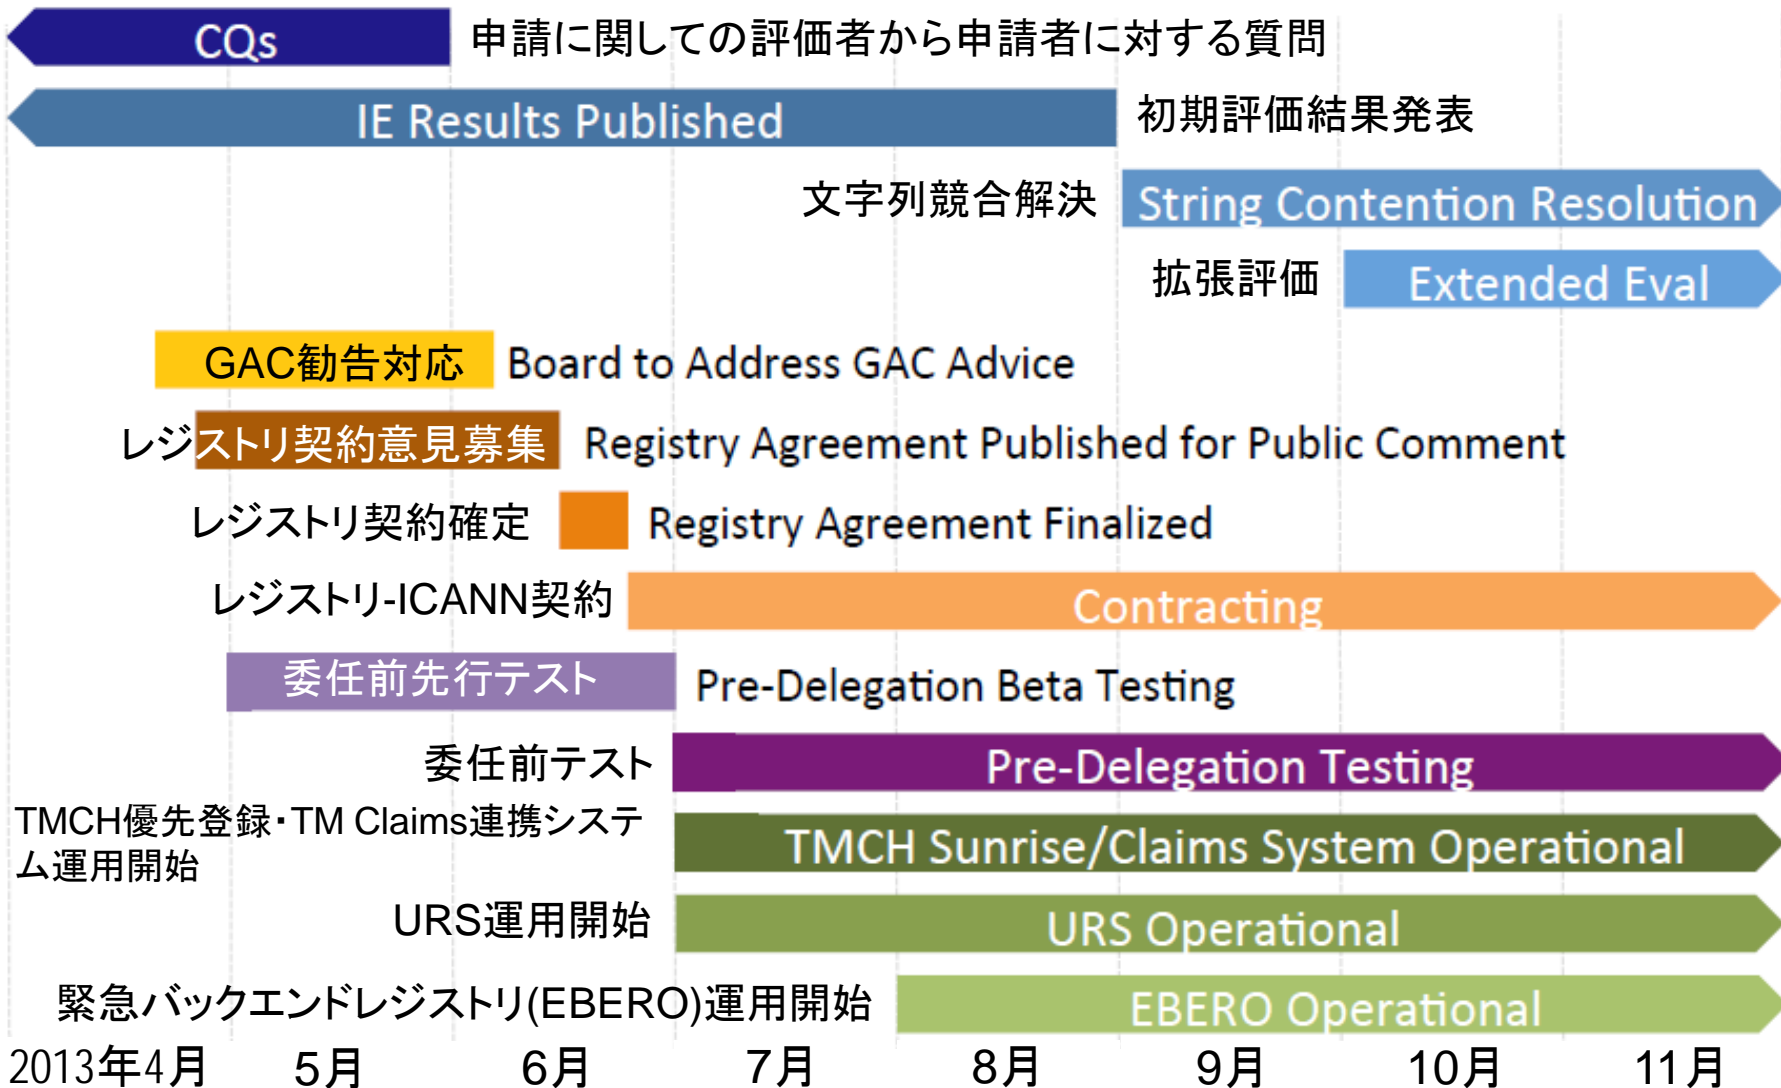 CQs 申請に関しての評価者から申請者に対する質問
IE Results Published 初期評価結果発表
文字列競合解決 String Contention Resolution
拡張評価 Extended Eval
GAC勧告対応 Board to Address GAC Advice
レジストリ契約意見募集 Registry Agreement Published for Public Comment
レジストリ契約確定 Registry Agreement Finalized
レジストリ-ICANN契約 Contracting
委任前先行テスト Pre-Delegation Beta Testing
委任前テスト Pre-Delegation Testing
TMCH優先登録・TM Claims連携システ
ム運用開始
TMCH Sunrise/Claims System Operational
URS運用開始 URS Operational
緊急バックエンドレジストリ(EBERO)運用開始 EBERO Operational
2013年4月 5月 6月 7月 8月 9月 10月 11月